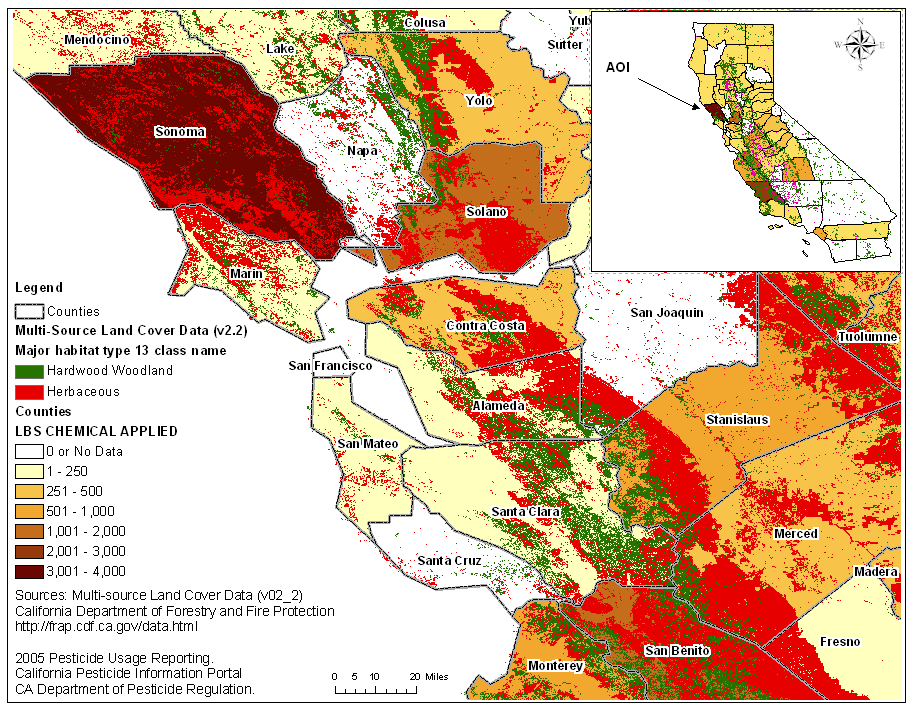 Colusa
Yub
Mendocino
Lake
Sutter
N
W
E
S
AOI
Yolo
Sonoma
Napa
Solano
Marin
Legend
Counties
Multi-Source Land Cover Data (v2.2)
Major habitat type 13 class name
Hardwood Woodland
Herbaceous
Counties
LBS CHEMICAL APPLIED
0 or No Data
1 - 250
251 - 500
501 - 1,000
1,001 - 2,000
2,001 - 3,000
3,001 - 4,000
Sources: Multi-source Land Cover Data (v02_2)
California Department of Forestry and Fire Protection
http://frap.cdf.ca.gov/data.html
2005 Pesticide Usage Reporting.
California Pesticide Information Portal
CA Department of Pesticide Regulation.
Contra Costa
San Joaquin
Tuolumne
San Francisco
Alameda
Stanislaus
San Mateo
Santa Clara
Merced
Santa Cruz
Madera
Fresno
San Benito
Monterey
0 5 10 20 Miles